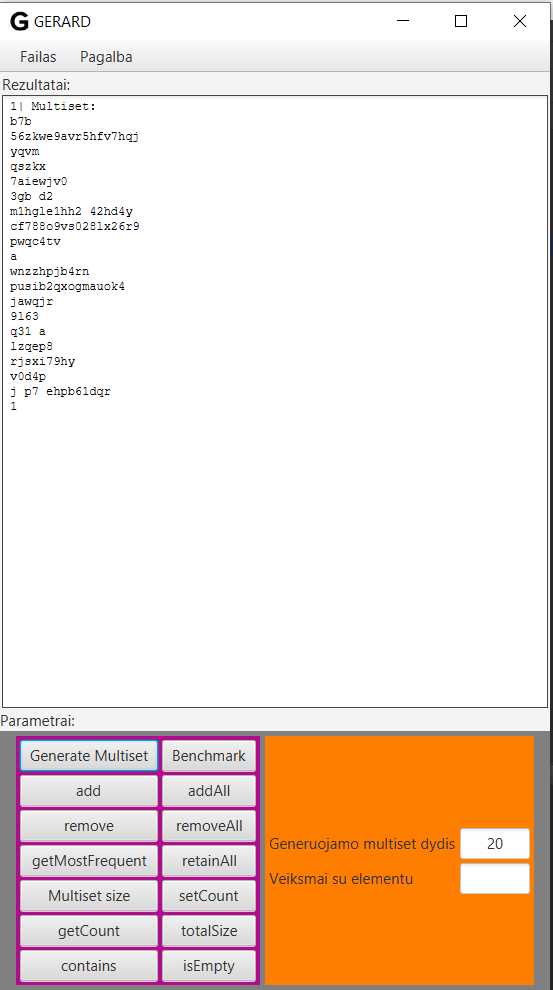 G GERARD
Failas Pagalba
Rezultatai:
1| Multiset:
b7b
56zkwe9avr5hfv7hqj
yqvm
qszkx
7aiewjv0
3gb d2
m1hgle1hh2 42hd4y
cf788o9vs028lx26r9
pwqc4tv
a
wnzzhpjb4rn
pusib2qxogmauok4
jawqjr
9l63
q31 a
lzqep8
rjsxi79hy
v0d4p
j p7 ehpb61dqr
1
Parametrai:
Generate Multiset Benchmark
add addAll
remove removeAll
getMostFrequent retainAll
Multiset size setCount
getCount totalSize
contains isEmpty
Generuojamo multiset dydis 20
Veiksmai su elementu